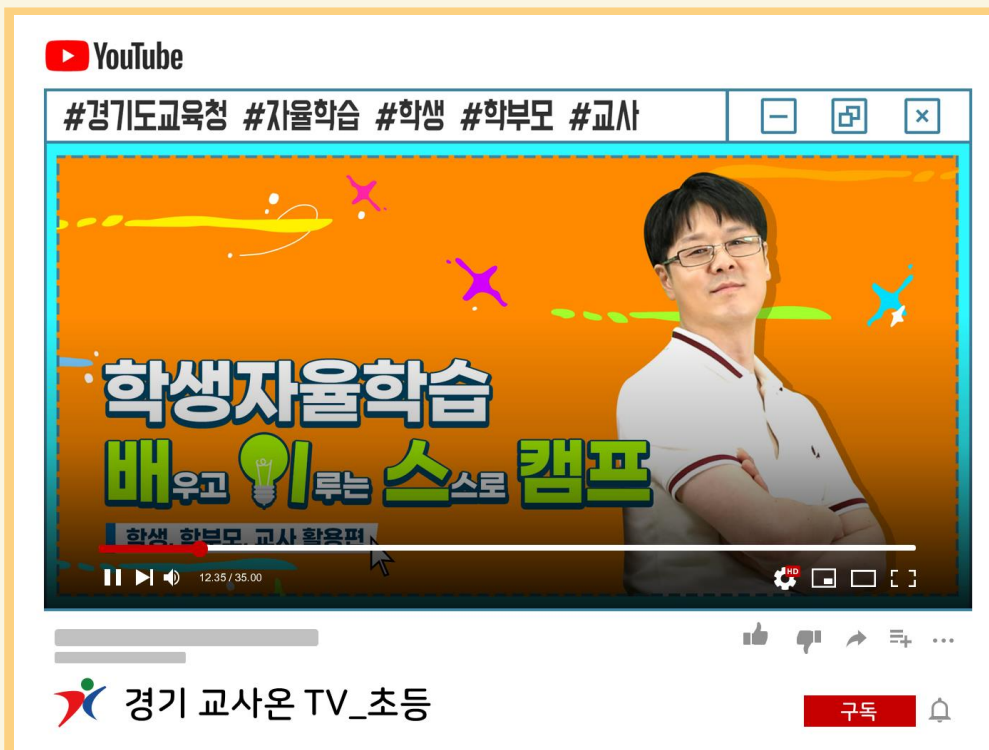 YouTube
#경기도교육청 #자율학습 #학생 #학부모 #교사
학생자율학습
배우고 이루는 스스로 캠프
학생, 학부모, 교사 활용편
12.35 / 35.00
HD
경기 교사온 TV_초등
구독